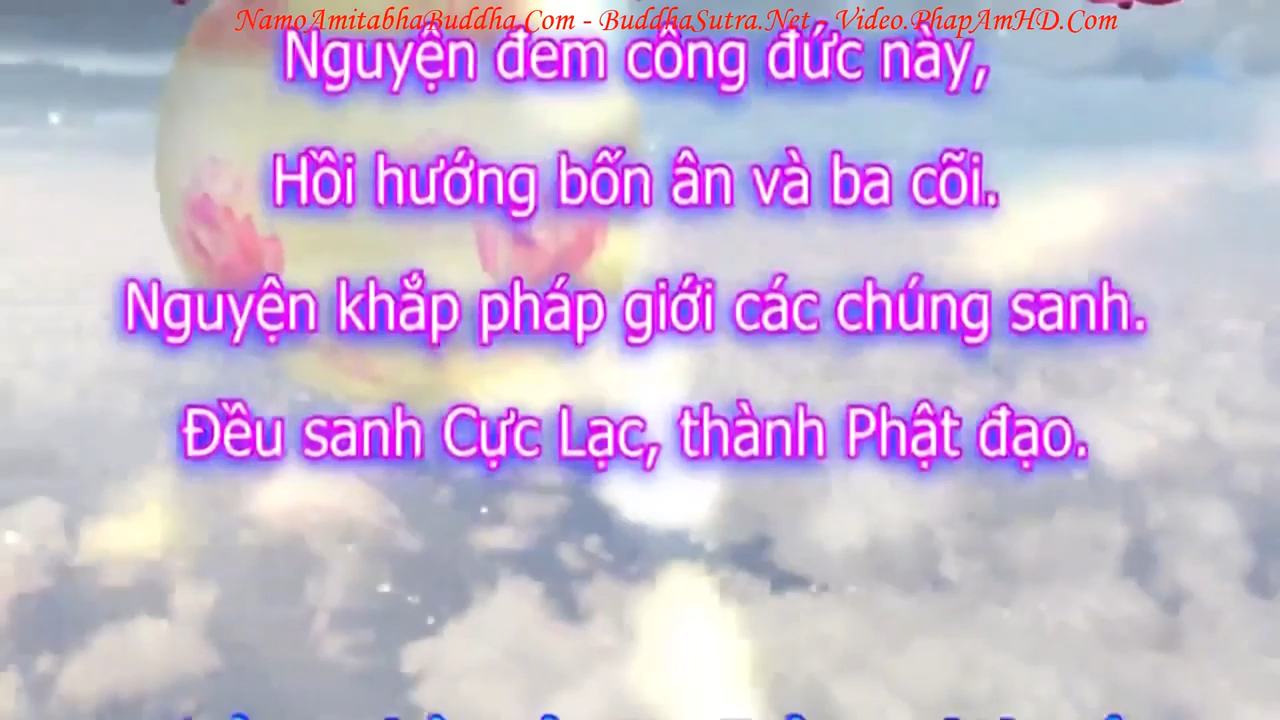 NamoAmitabhaBuddha.Com - BuddhaSutra.Net - Video.PhapAmHD.Com
Nguyện đem công đức này,
Hồi hướng bốn ân và ba cõi.
Nguyện khắp pháp giới các chúng sanh.
Đều sanh Cực Lạc, thành Phật đạo.